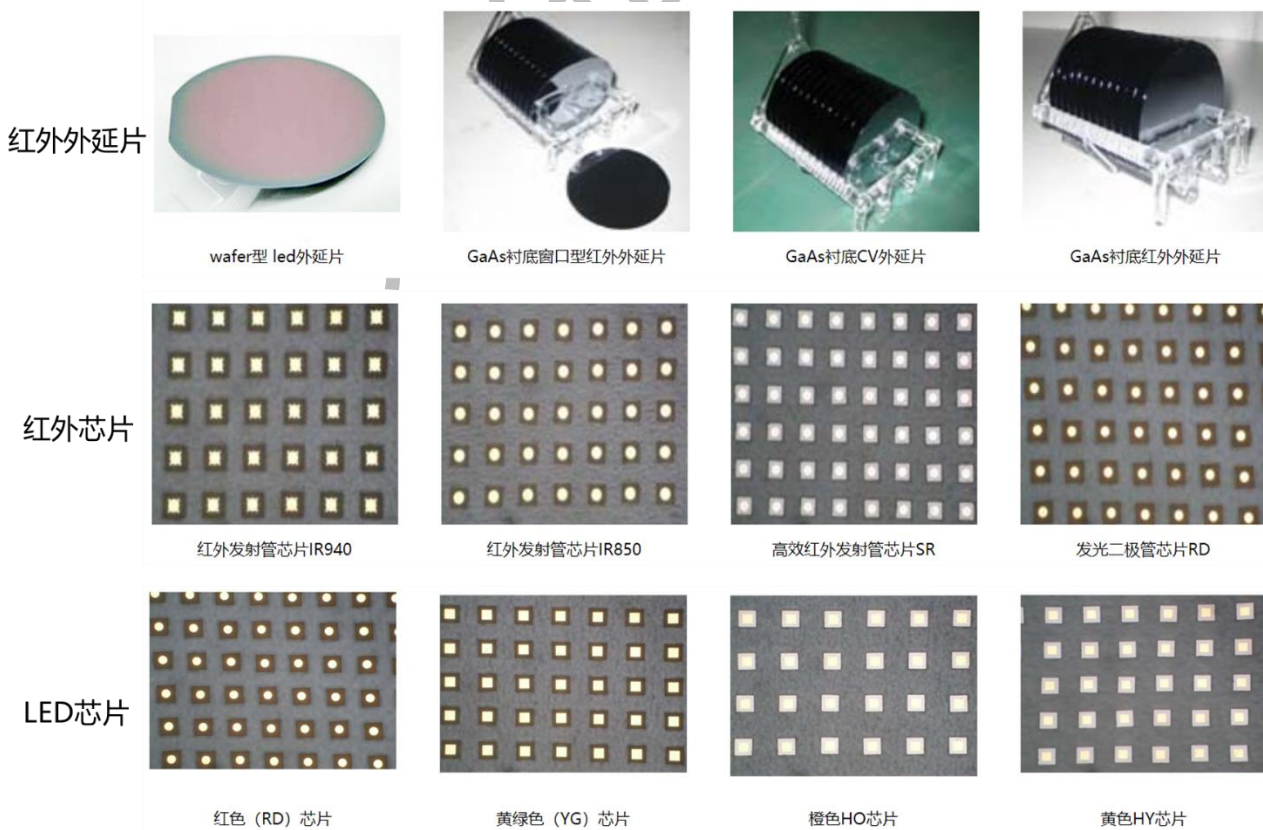 红外外延片
wafer型 led外延片
GaAs衬底窗口型红外外延片
GaAs衬底CV外延片
GaAs衬底红外外延片
红外芯片
红外发射管芯片IR940
红外发射管芯片IR850
高效红外发射管芯片SR
发光二极管芯片RD
LED芯片
红色（RD）芯片
黄绿色（YG）芯片
橙色HO芯片
黄色HY芯片